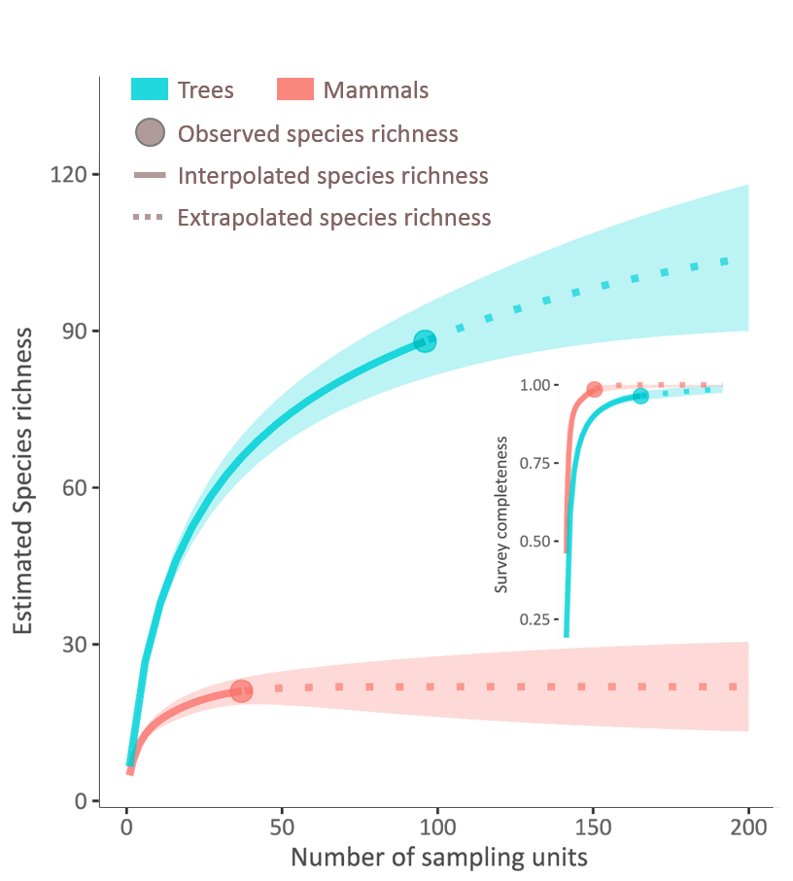 Trees Mammals
Observed species richness
Interpolated species richness
Extrapolated species richness
Estimated Species richness
120
90
60
30
0
0 50 100 150 200
Number of sampling units
Survey completeness
1.00
0.75
0.50
0.25